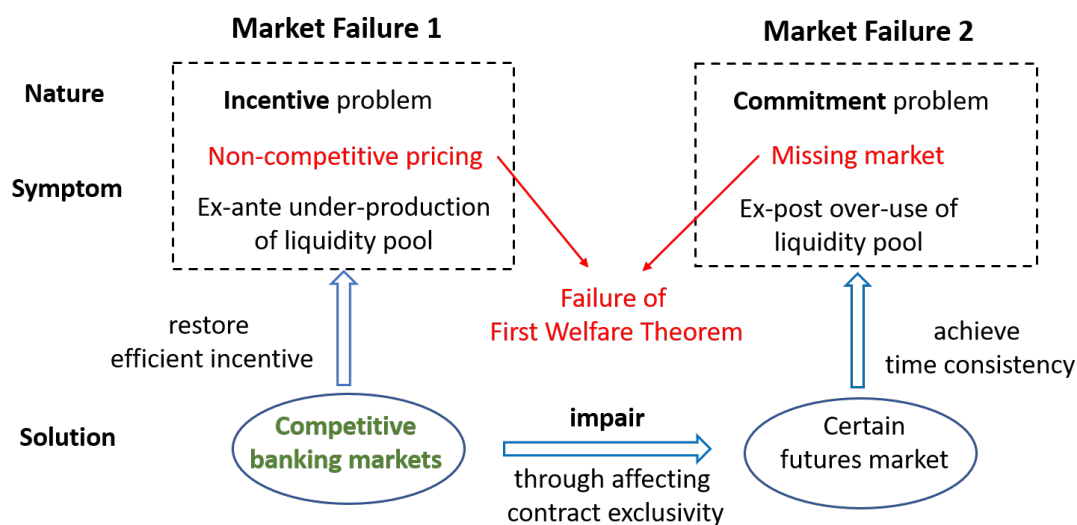 Market Failure 1
Market Failure 2
Nature
Incentive problem
Commitment problem
Symptom
Non-competitive pricing
Missing market
Ex-ante under-production
of liquidity pool
Ex-post over-use of
liquidity pool
Failure of
First Welfare Theorem
restore
efficient incentive
achieve
time consistency
Solution
Competitive
banking markets
impair
through affecting
contract exclusivity
Certain
futures market